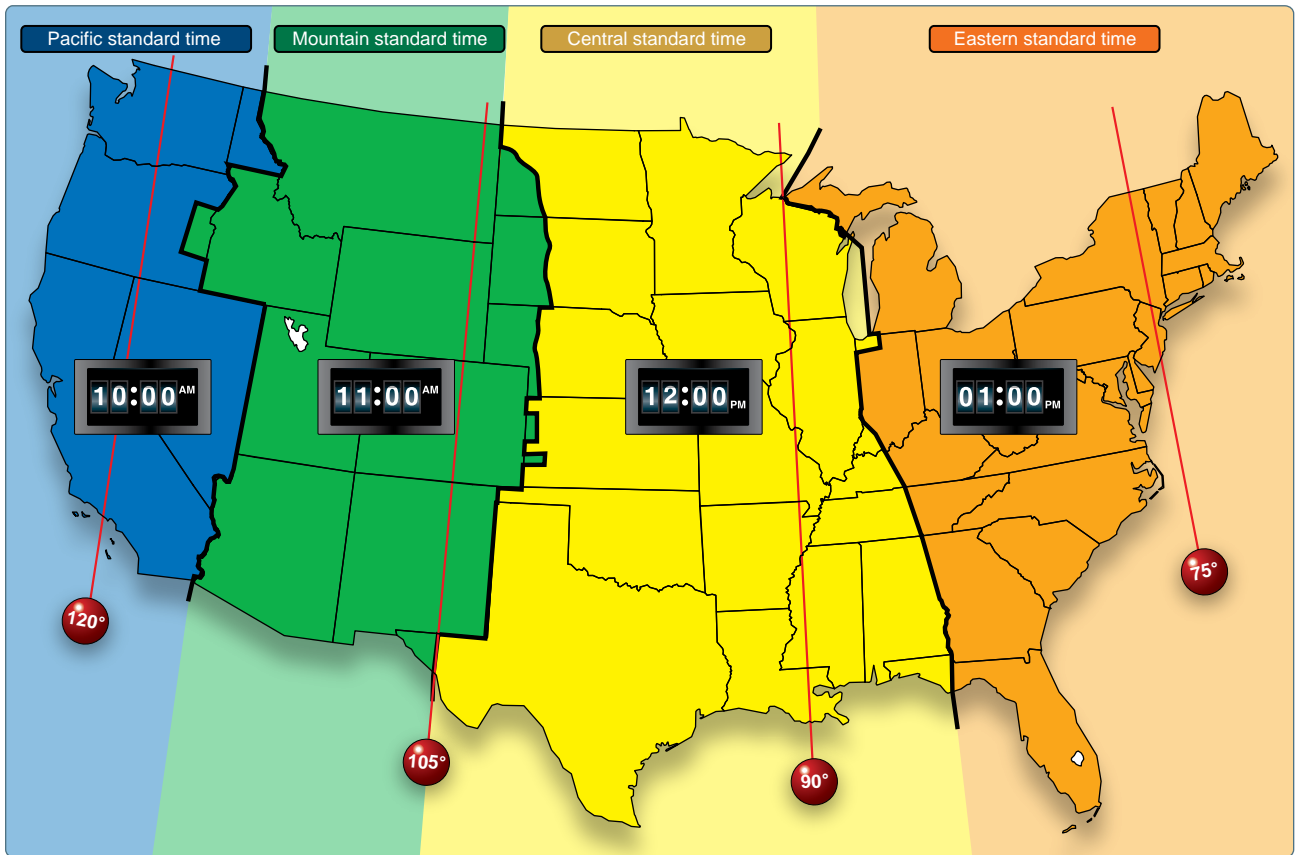 Pacific standard time
Mountain standard time
Central standard time
Eastern standard time
10:00 AM
11:00 AM
12:00 PM
01:00 PM
120°
105°
90°
75°